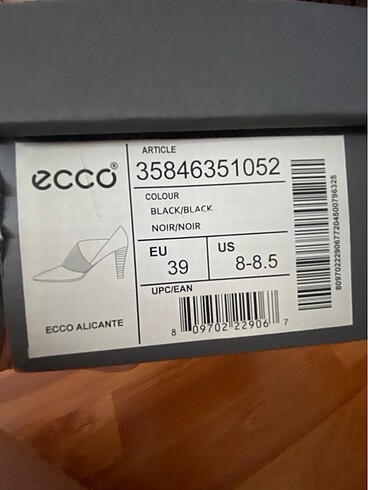 ecco®
ARTICLE
35846351052
COLOUR
BLACK/BLACK
NOIR/NOIR
EU
39
US
8-8.5
UPC/EAN
8 09702 22906 7
ECCO ALICANTE
8097022290677204500796325